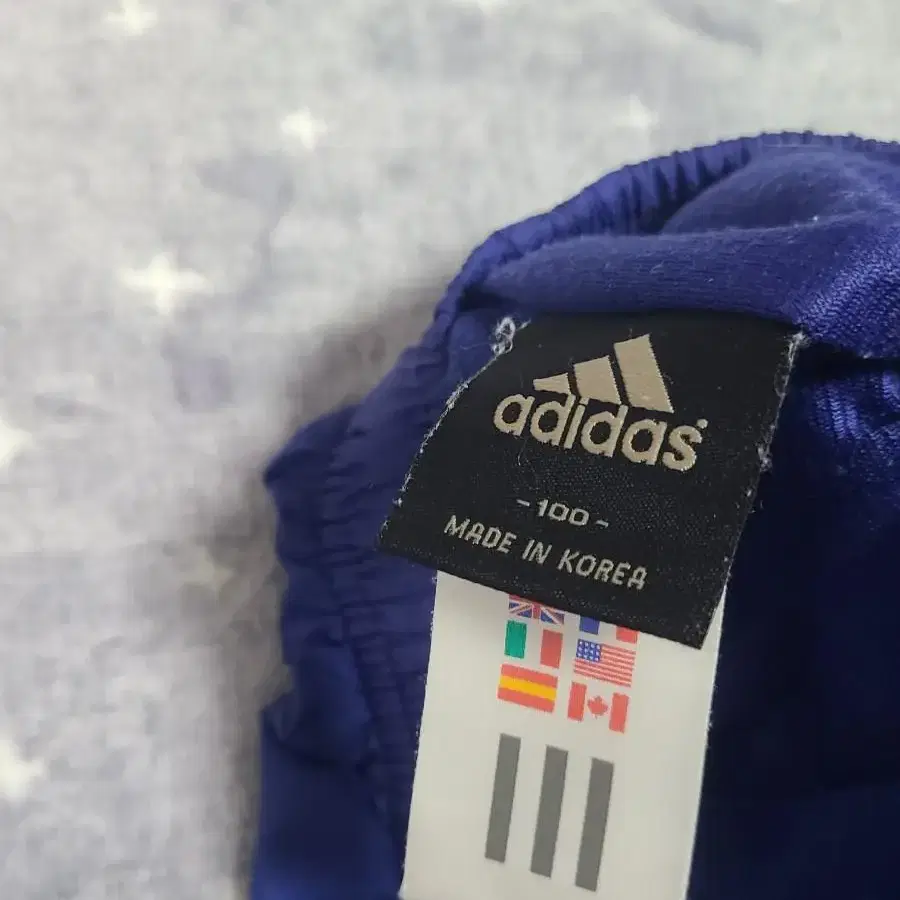 adidas
- 100 -
MADE IN KOREA